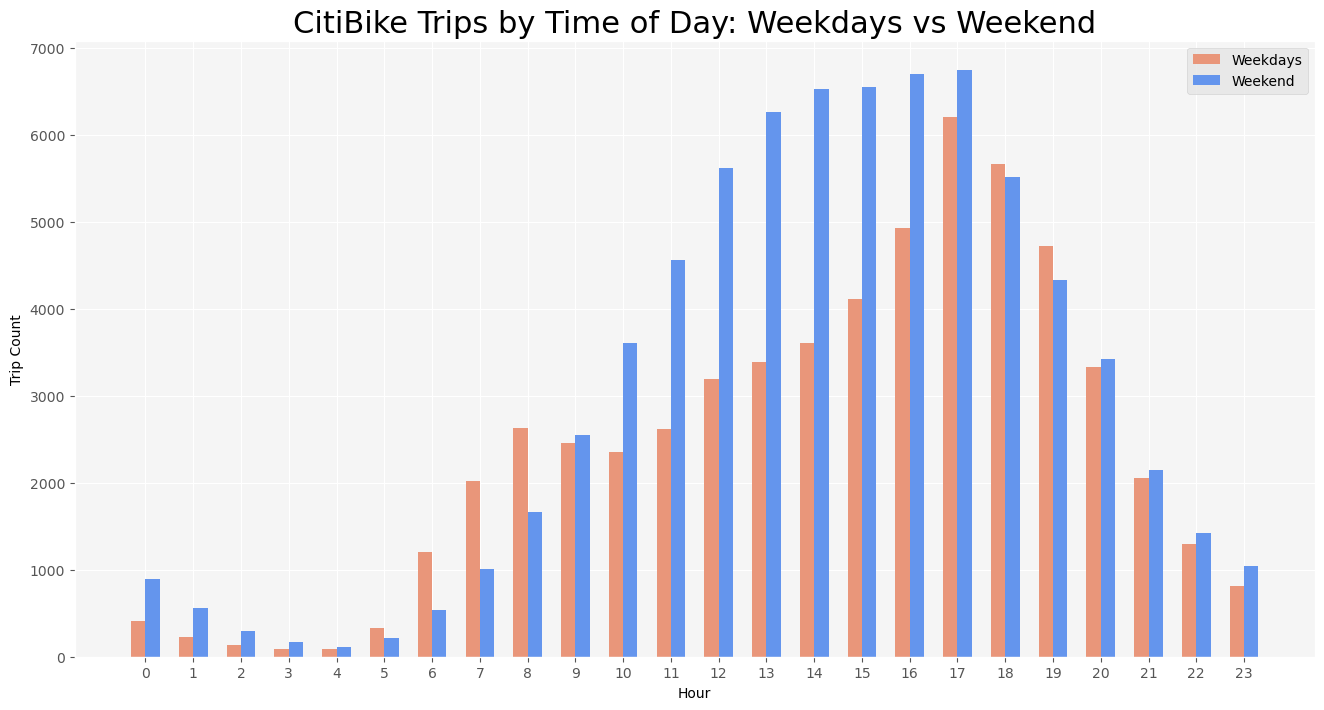 CitiBike Trips by Time of Day: Weekdays vs Weekend
Weekdays
Weekend
Trip Count
7000
6000
5000
4000
3000
2000
1000
0
0 1 2 3 4 5 6 7 8 9 10 11 12 13 14 15 16 17 18 19 20 21 22 23
Hour